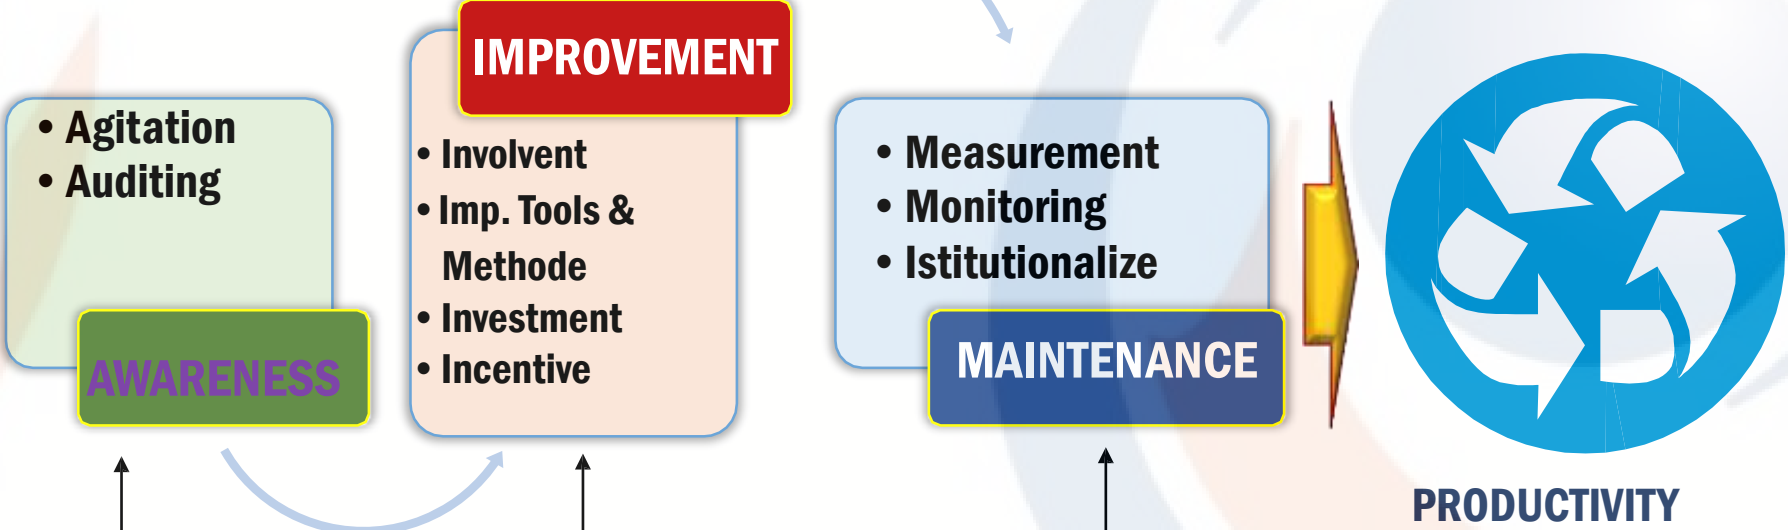 • Agitation
• Auditing
AWARENESS
IMPROVEMENT
• Involvent
• Imp. Tools &
Methode
• Investment
• Incentive
• Measurement
• Monitoring
• Istitutionalize
MAINTENANCE
PRODUCTIVITY